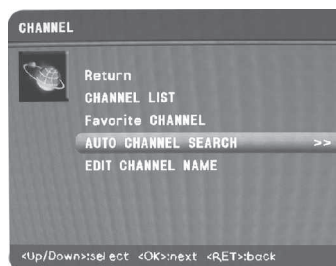 CHANNEL
Return
CHANNEL LIST
Favorite CHANNEL
AUTO CHANNEL SEARCH >>
EDIT CHANNEL NAME
<Up/Down>:select <OK>:next <RET>:back